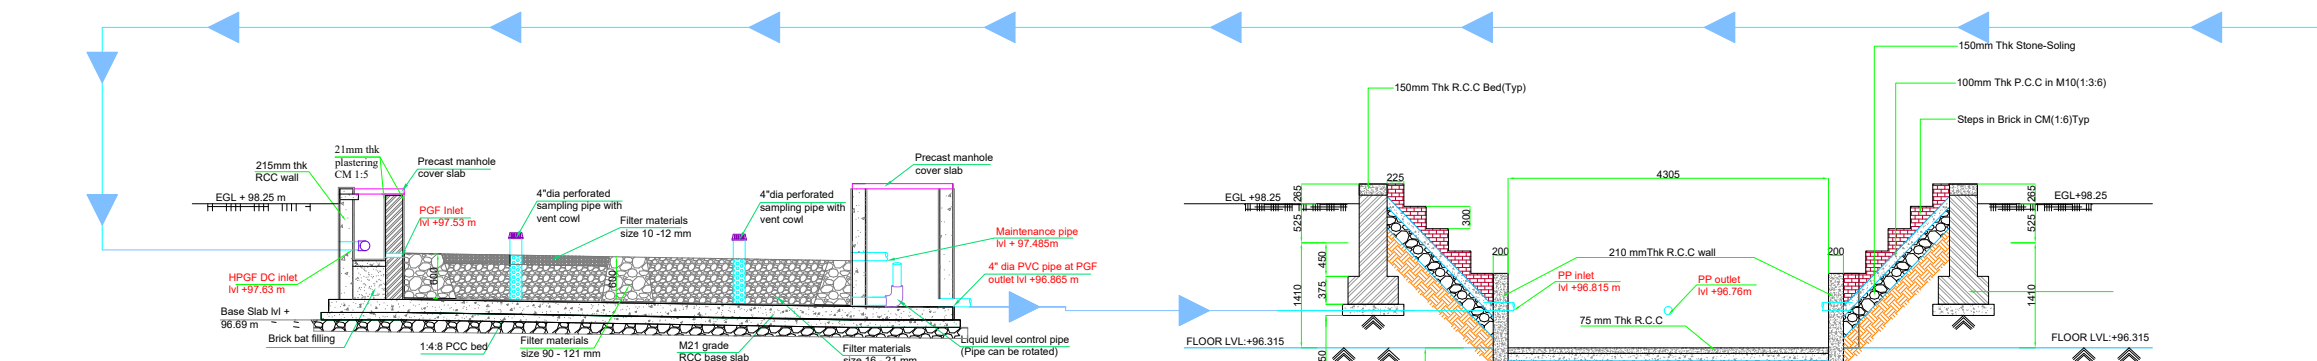 150mm Thk Stone-Soling
150mm Thk R.C.C Bed(Typ)
100mm Thk P.C.C in M10(1:3:6)
Steps in Brick in CM(1:6)Typ
21mm thk
plastering
CM 1:5
215mm thk
RCC wall
Precast manhole
cover slab
Precast manhole
cover slab
EGL + 98.25 m
PGF Inlet
lvl +97.53 m
4"dia perforated
sampling pipe with
vent cowl
Filter materials
size 10 -12 mm
4"dia perforated
sampling pipe with
vent cowl
Maintenance pipe
lvl + 97.485m
HPGF DC inlet
lvl +97.63 m
600
600
4" dia PVC pipe at PGF
outlet lvl +96.865 m
Base Slab lvl +
96.69 m
Brick bat filling
1:4:8 PCC bed
Filter materials
size 90 - 121 mm
M21 grade
RCC base slab
Filter materials
size 16 - 21 mm
Liquid level control pipe
(Pipe can be rotated)
EGL +98.25
225
4305
EGL+98.25
265
525
300
450
375
1410
200
210 mmThk R.C.C wall
200
265
525
1410
PP inlet
lvl +96.815 m
PP outlet
lvl +96.76m
75 mm Thk R.C.C
FLOOR LVL:+96.315
FLOOR LVL:+96.315